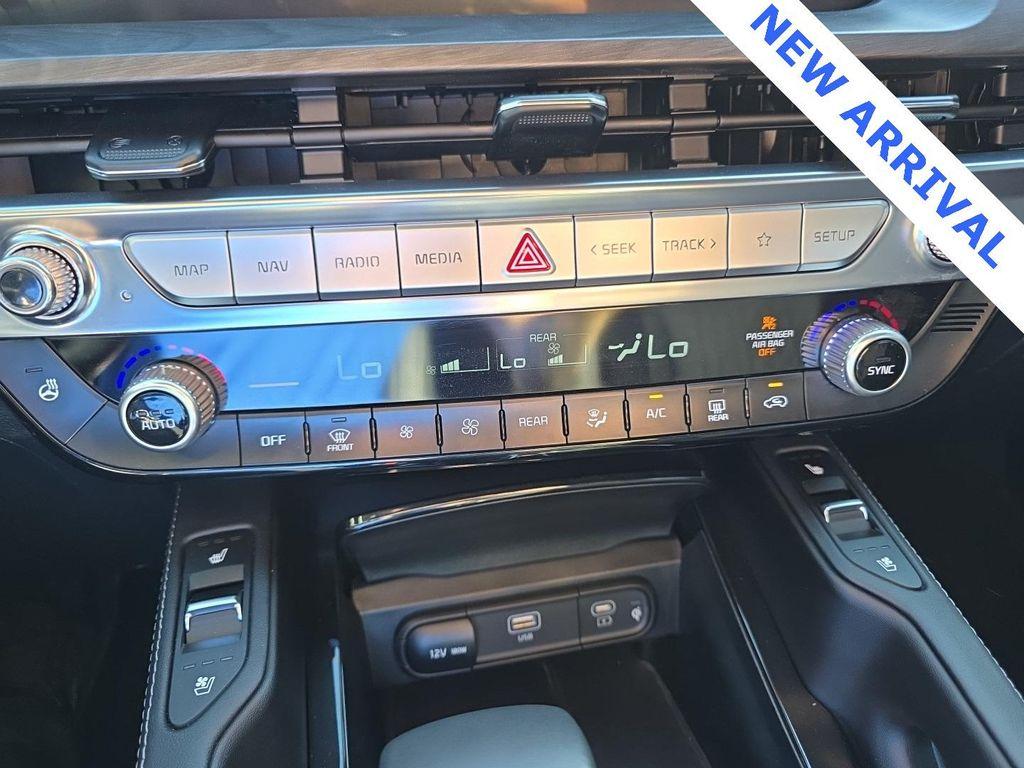 NEW ARRIVAL
MAP NAV RADIO MEDIA < SEEK TRACK > SETUP
Lo REAR Lo Lo
PASSENGER
AIR BAG
OFF
AUTO
SYNC
OFF FRONT REAR A/C REAR
12V 180W
USB